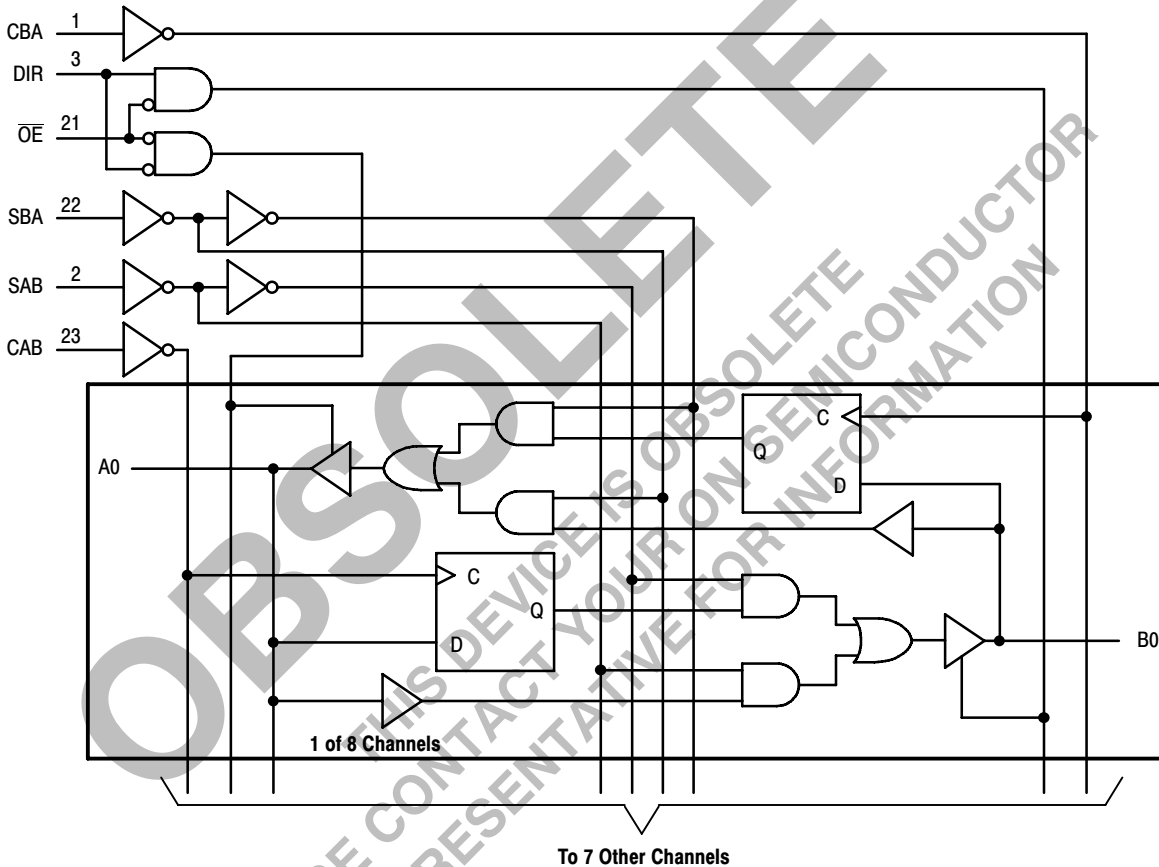 CBA 1
DIR 3
OE 21
SBA 22
SAB 2
CAB 23
A0
C
Q
D
C
Q
D
B0
1 of 8 Channels
To 7 Other Channels
OBSOLETE
THIS DEVICE IS OBSOLETE
CONTACT YOUR ON SEMICONDUCTOR
REPRESENTATIVE FOR INFORMATION